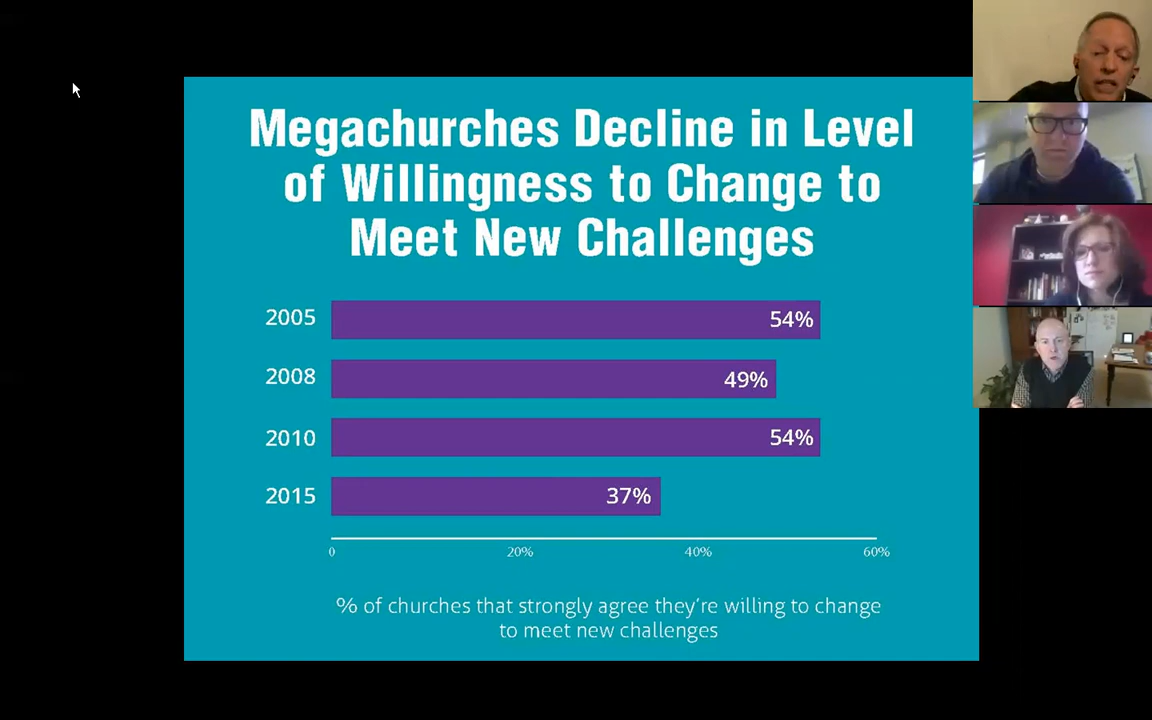 Megachurches Decline in Level
of Willingness to Change to
Meet New Challenges
2005 54%
2008 49%
2010 54%
2015 37%
0 20% 40% 60%
% of churches that strongly agree they're willing to change
to meet new challenges